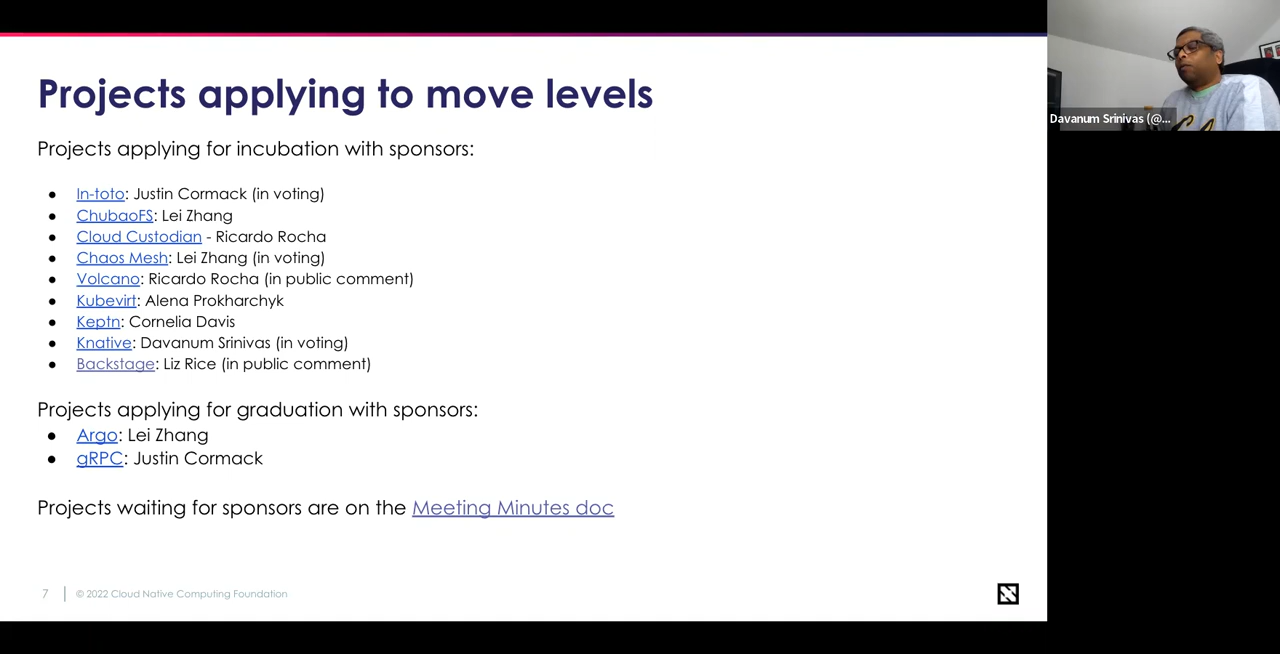 Projects applying to move levels
Davanum Srinivas (@...
Projects applying for incubation with sponsors:
● In-toto: Justin Cormack (in voting)
● ChubaoFS: Lei Zhang
● Cloud Custodian - Ricardo Rocha
● Chaos Mesh: Lei Zhang (in voting)
● Volcano: Ricardo Rocha (in public comment)
● Kubevirt: Alena Prokharchyk
● Keptn: Cornelia Davis
● Knative: Davanum Srinivas (in voting)
● Backstage: Liz Rice (in public comment)
Projects applying for graduation with sponsors:
● Argo: Lei Zhang
● gRPC: Justin Cormack
Projects waiting for sponsors are on the Meeting Minutes doc
7 © 2022 Cloud Native Computing Foundation